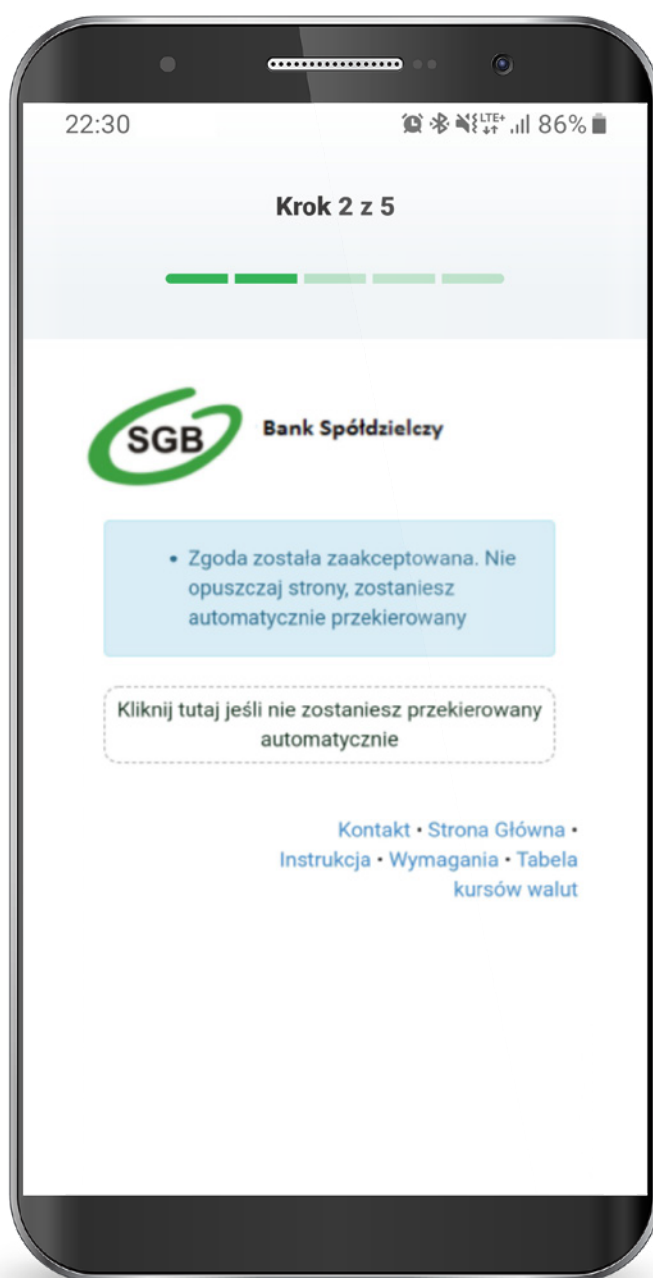 22:30 LTE+ 86%
Krok 2 z 5
SGB Bank Spółdzielczy
• Zgoda została zaakceptowana. Nie
opuszczaj strony, zostaniesz
automatycznie przekierowany
Kliknij tutaj jeśli nie zostaniesz przekierowany
automatycznie
Kontakt • Strona Główna •
Instrukcja • Wymagania • Tabela
kursów walut